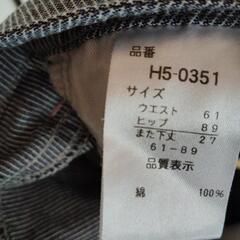 品番
H5-0351
サイズ
ウエスト 61
ヒップ 89
また下丈 27
61-89
品質表示
綿 100%